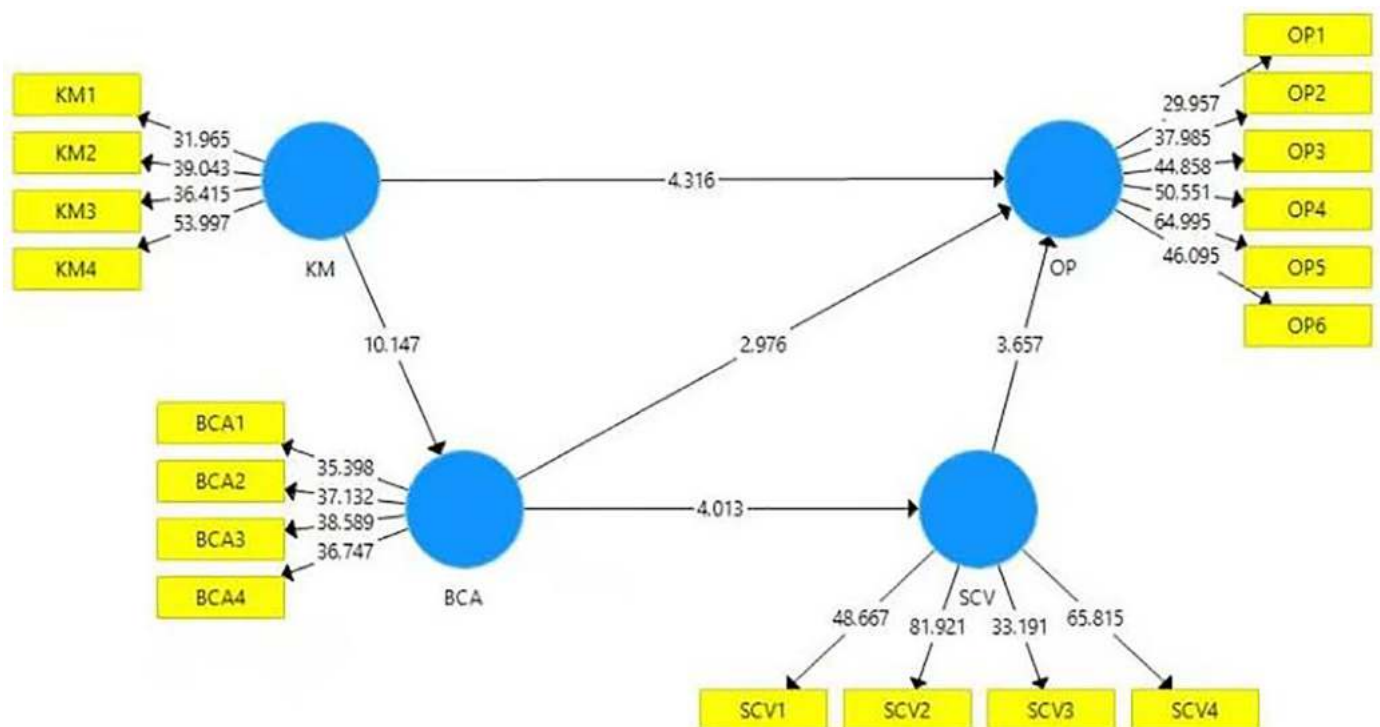 OP1
29.957
OP2
37.985
OP3
44.858
50.551
OP4
64.995
OP5
46.095
OP6
KM1
31.965
KM2
39.043
36.415
KM3
53.997
KM4
KM
4.316
OP
10.147
2.976
3.657
BCA1
35.398
BCA2
37.132
38.589
BCA3
36.747
BCA4
BCA
4.013
SCV
48.667
81.921
33.191
65.815
SCV1
SCV2
SCV3
SCV4